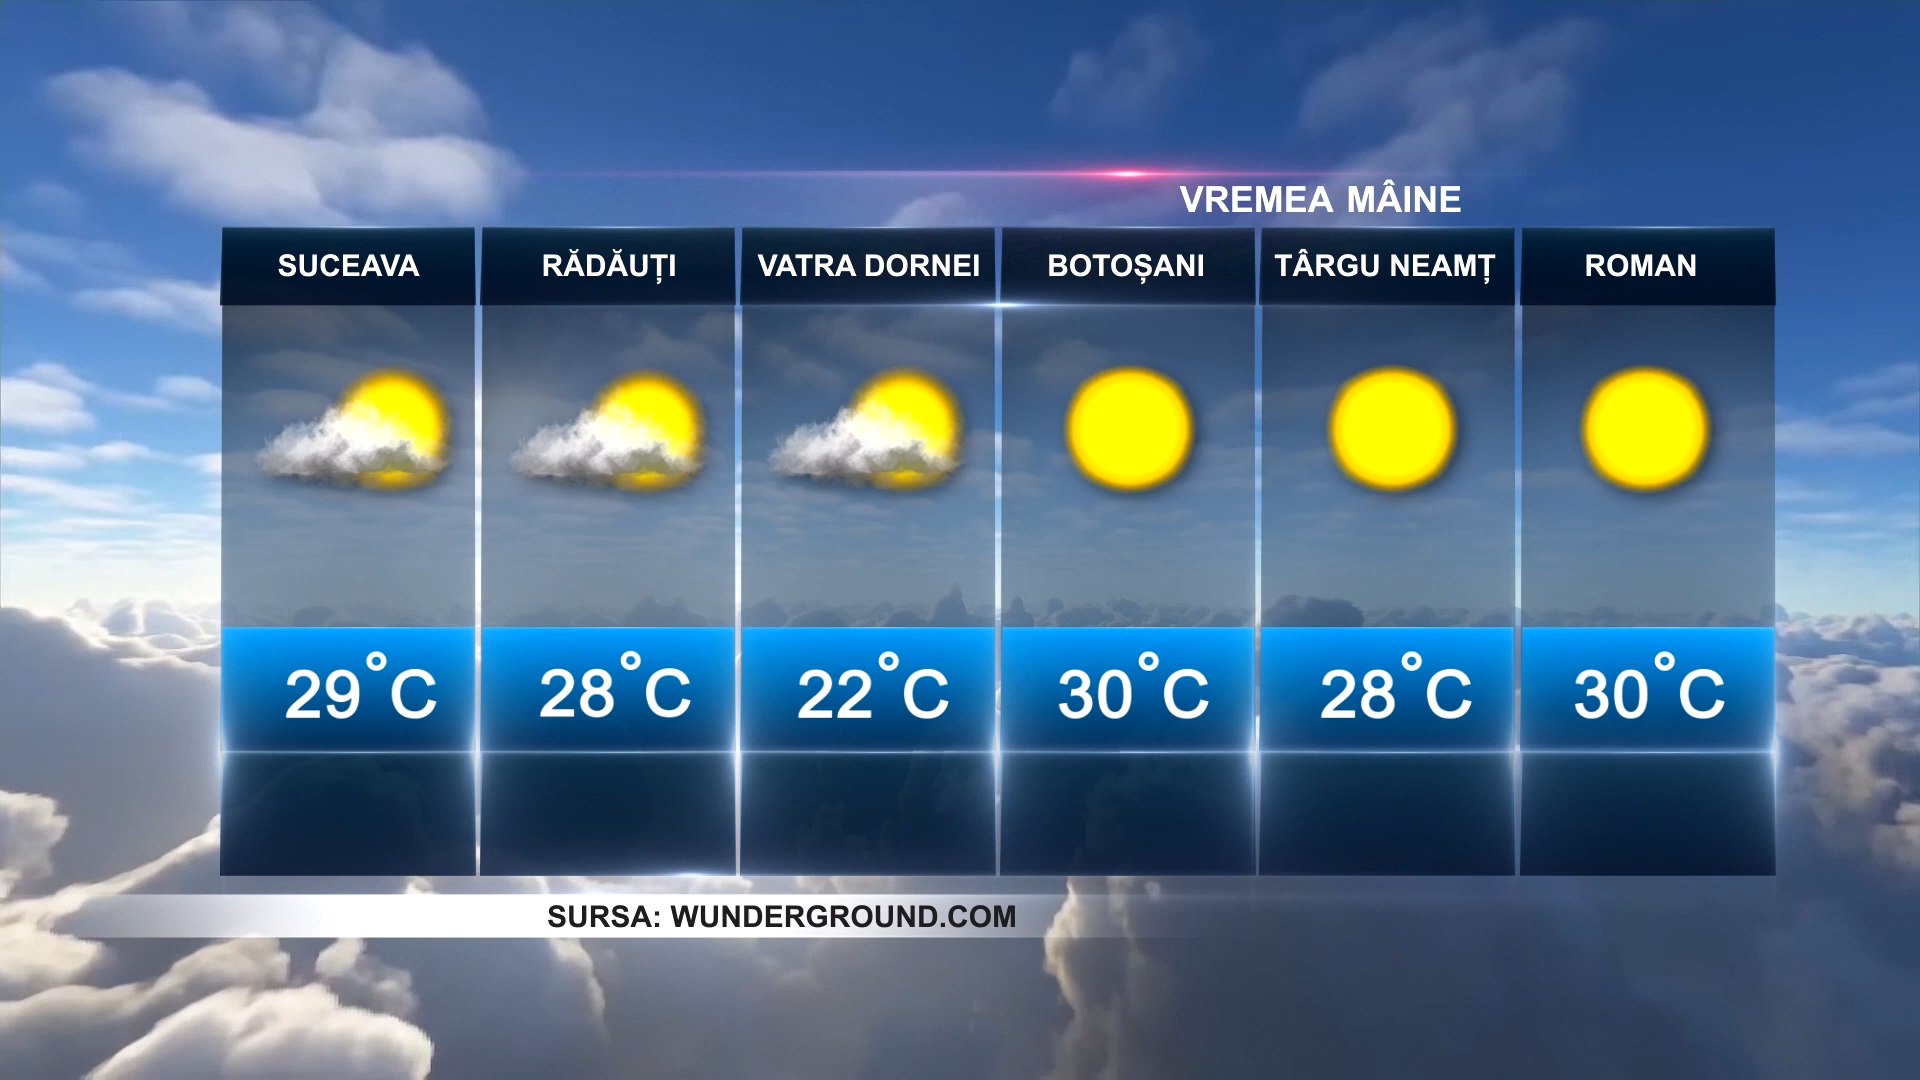 VREMEA MÂINE
SUCEAVA RĂDĂUȚI VATRA DORNEI BOTOȘANI TÂRGU NEAMȚ ROMAN
29°C 28°C 22°C 30°C 28°C 30°C
SURSA: WUNDERGROUND.COM